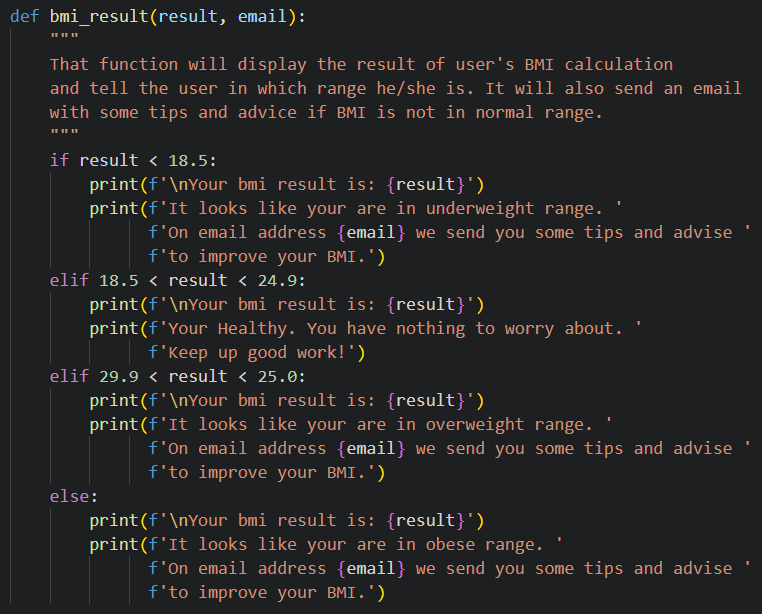 def bmi_result(result, email):
    """
    That function will display the result of user's BMI calculation
    and tell the user in which range he/she is. It will also send an email
    with some tips and advice if BMI is not in normal range.
    """
    if result < 18.5:
        print(f'\nYour bmi result is: {result}')
        print(f'It looks like your are in underweight range. '
              f'On email address {email} we send you some tips and advise '
              f'to improve your BMI.')
    elif 18.5 < result < 24.9:
        print(f'\nYour bmi result is: {result}')
        print(f'Your Healthy. You have nothing to worry about. '
              f'Keep up good work!')
    elif 29.9 < result < 25.0:
        print(f'\nYour bmi result is: {result}')
        print(f'It looks like your are in overweight range. '
              f'On email address {email} we send you some tips and advise '
              f'to improve your BMI.')
    else:
        print(f'\nYour bmi result is: {result}')
        print(f'It looks like your are in obese range. '
              f'On email address {email} we send you some tips and advise '
              f'to improve your BMI.')